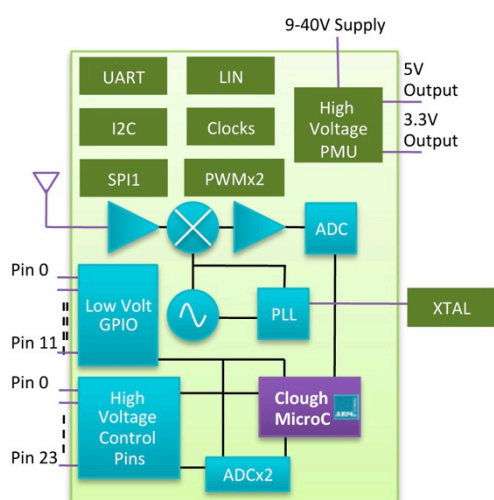 9-40V Supply
UART
LIN
5V
Output
High
Voltage
PMU
I2C
Clocks
3.3V
Output
SPI1
PWMx2
ADC
Pin 0
Low Volt
GPIO
PLL
XTAL
Pin 11
Pin 0
High
Voltage
Control
Pins
Clough
MicroC
ARM
Pin 23
ADCx2